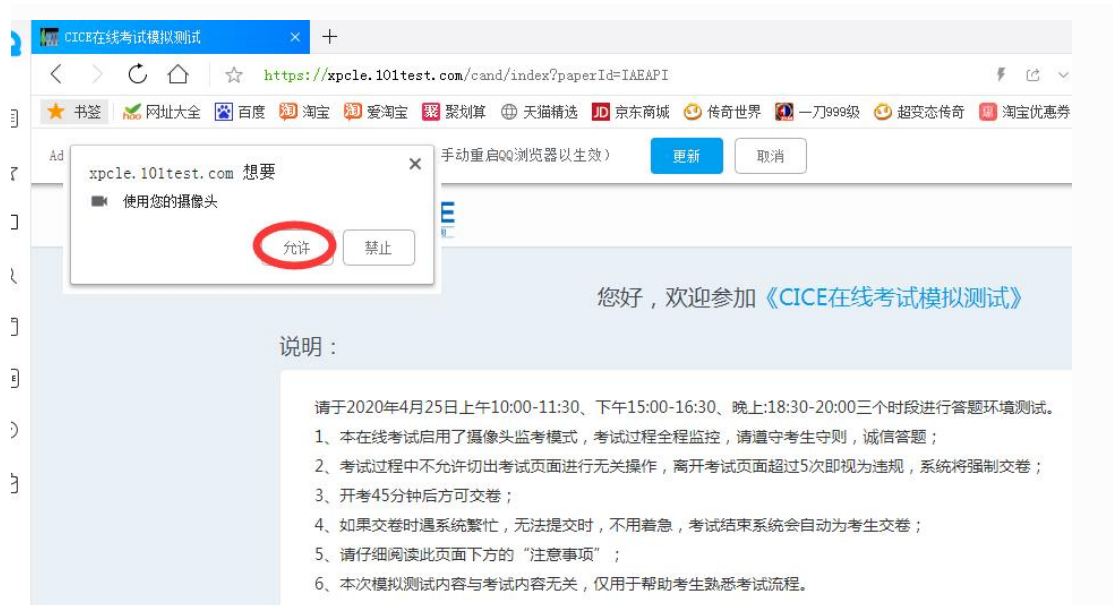 CICE在线考试模拟测试
https://xpcle.101test.com/cand/index?paperId=IAEAPI
书签 网址大全 百度 淘宝 爱淘宝 聚划算 天猫精选 京东商城 传奇世界 一刀999级 超变态传奇 淘宝优惠券
Ad
手动重启QQ浏览器以生效) 更新 取消
xpcle.101test.com 想要
使用您的摄像头
允许 禁止
您好，欢迎参加《CICE在线考试模拟测试》
说明：
请于2020年4月25日上午10:00-11:30、下午15:00-16:30、晚上:18:30-20:00三个时段进行答题环境测试。
1、本在线考试启用了摄像头监考模式，考试过程全程监控，请遵守考生守则，诚信答题；
2、考试过程中不允许切出考试页面进行无关操作，离开考试页面超过5次即视为违规，系统将强制交卷；
3、开考45分钟后方可交卷；
4、如果交卷时遇系统繁忙，无法提交时，不用着急，考试结束系统会自动为考生交卷；
5、请仔细阅读此页面下方的“注意事项”；
6、本次模拟测试内容与考试内容无关，仅用于帮助考生熟悉考试流程。